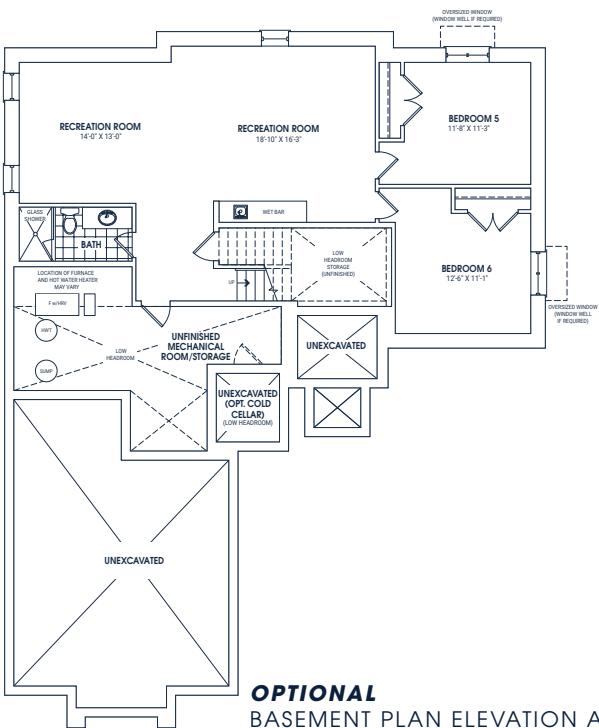 OVERSIZED WINDOW
(WINDOW WELL IF REQUIRED)
BEDROOM 5
11'-8" X 11'-3"
RECREATION ROOM
14'-0" X 13'-0"
RECREATION ROOM
18'-10" X 16'-3"
GLASS
SHOWER
BATH
WET BAR
LOW
HEADROOM
STORAGE
(UNFINISHED)
UP
BEDROOM 6
12'-6" X 11'-1"
OVERSIZED WINDOW
(WINDOW WELL
IF REQUIRED)
LOCATION OF FURNACE
AND HOT WATER HEATER
MAY VARY
F w/HRV
HWT
LOW
HEADROOM
SUMP
UNFINISHED
MECHANICAL
ROOM/STORAGE
UNEXCAVATED
UNEXCAVATED
(OPT. COLD
CELLAR)
(LOW HEADROOM)
UNEXCAVATED
OPTIONAL
BASEMENT PLAN ELEVATION A